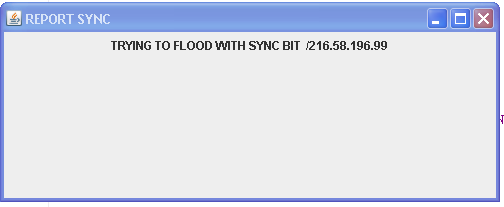 REPORT SYNC
TRYING TO FLOOD WITH SYNC BIT /216.58.196.99